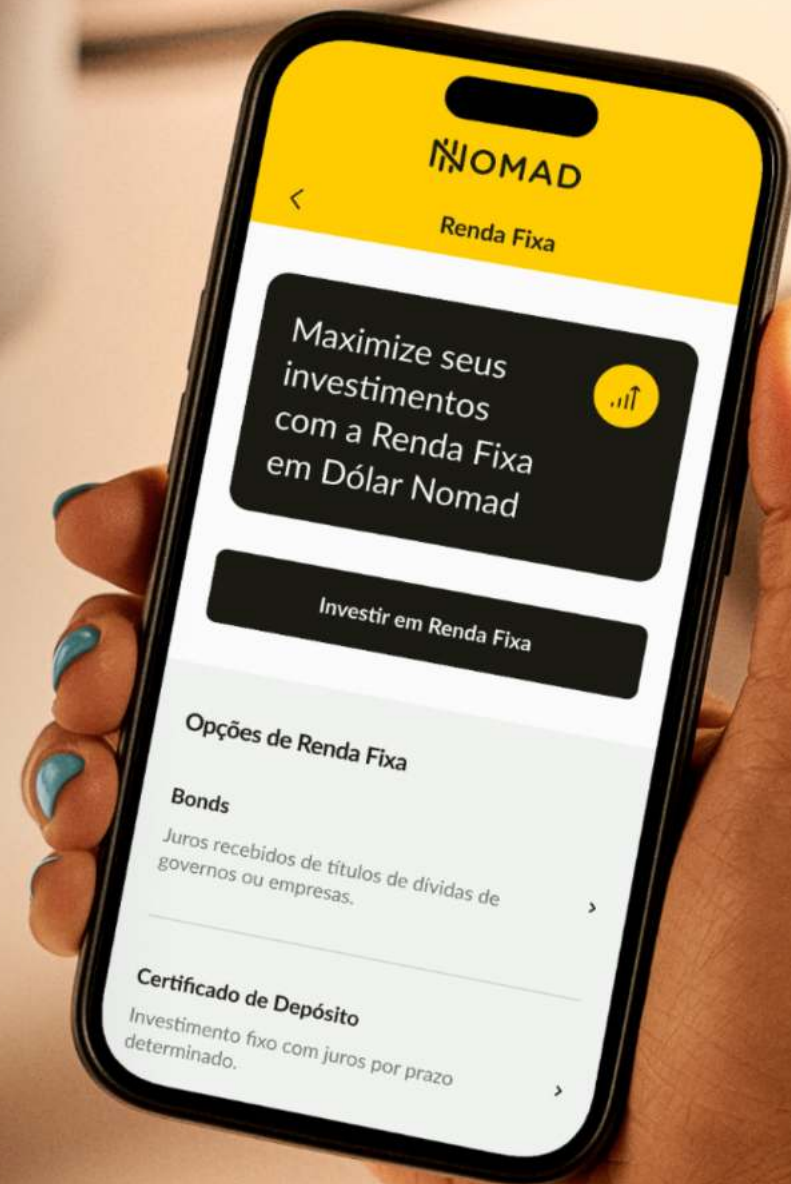 NOMAD
Renda Fixa
Maximize seus
investimentos
com a Renda Fixa
em Dólar Nomad
Investir em Renda Fixa
Opções de Renda Fixa
Bonds
Juros recebidos de títulos de dívidas de
governos ou empresas.
Certificado de Depósito
Investimento fixo com juros por prazo
determinado.